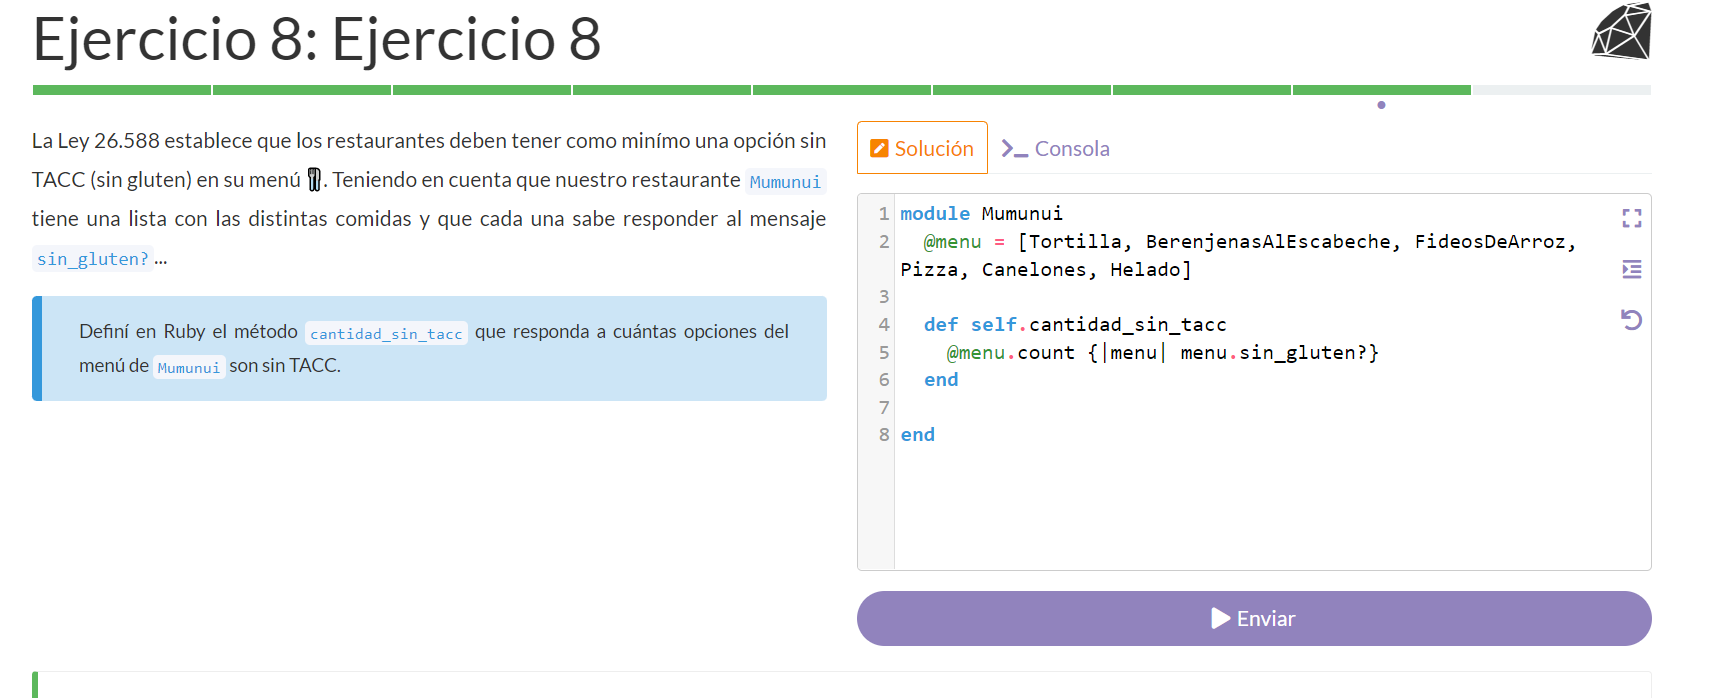 Ejercicio 8: Ejercicio 8
La Ley 26.588 establece que los restaurantes deben tener como minímo una opción sin
TACC (sin gluten) en su menú 🍴. Teniendo en cuenta que nuestro restaurante Mumunui
tiene una lista con las distintas comidas y que cada una sabe responder al mensaje
sin_gluten? ...
Definí en Ruby el método cantidad_sin_tacc que responda a cuántas opciones del
menú de Mumunui son sin TACC.
Solución
Consola
1 module Mumunui
2   @menu = [Tortilla, BerenjenasAlEscabeche, FideosDeArroz,
Pizza, Canelones, Helado]
3
4   def self.cantidad_sin_tacc
5     @menu.count {|menu| menu.sin_gluten?}
6   end
7
8 end
Enviar